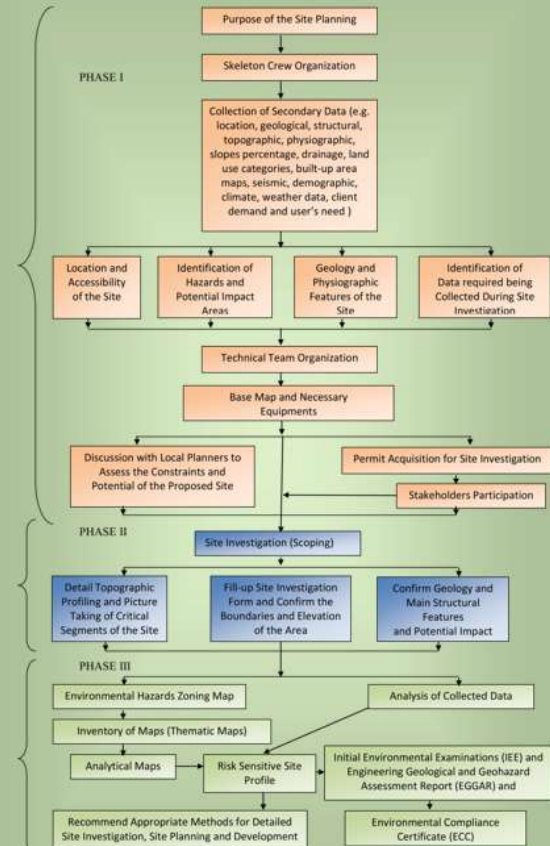 Purpose of the Site Planning
PHASE I
Skeleton Crew Organization
Collection of Secondary Data (e.g.
location, geological, structural,
topographic, physiographic,
slopes percentage, drainage, land
use categories, built-up area
maps, seismic, demographic,
climate, weather data, client
demand and user's need )
Location and
Accessibility
of the Site
Identification of
Hazards and
Potential Impact
Areas
Geology and
Physiographic
Features of the
Site
Identification of
Data required being
Collected During Site
Investigation
Technical Team Organization
Base Map and Necessary
Equipments
Discussion with Local Planners to
Assess the Constraints and
Potential of the Proposed Site
Permit Acquisition for Site Investigation
Stakeholders Participation
PHASE II
Site Investigation (Scoping)
Detail Topographic
Profiling and Picture
Taking of Critical
Segments of the Site
Fill-up Site Investigation
Form and Confirm the
Boundaries and Elevation
of the Area
Confirm Geology and
Main Structural
Features
and Potential Impact
PHASE III
Environmental Hazards Zoning Map
Analysis of Collected Data
Inventory of Maps (Thematic Maps)
Analytical Maps
Risk Sensitive Site
Profile
Initial Environmental Examinations (IEE)
and Engineering Geological and Geohazard
Assessment Report (EGGAR) and
Recommend Appropriate Methods for Detailed
Site Investigation, Site Planning and Development
Environmental Compliance
Certificate (ECC)